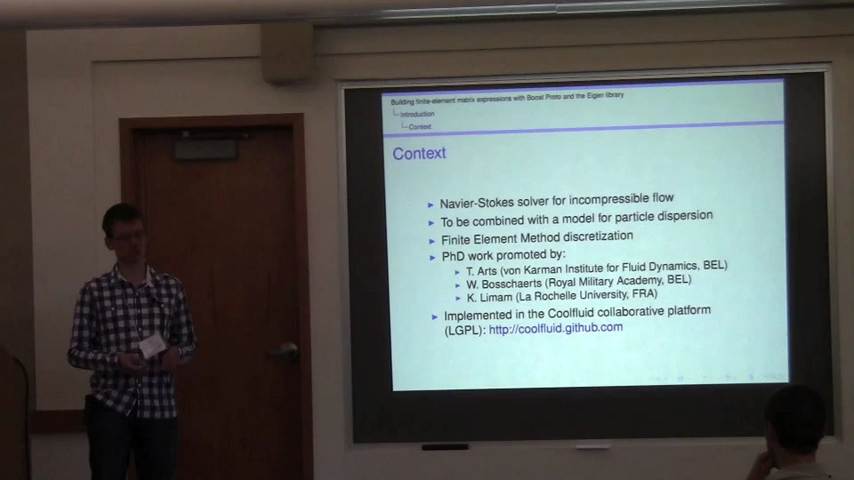 Building finite-element matrix expressions with Boost Proto and the Eigen library
Introduction
Context
Context
Navier-Stokes solver for incompressible flow
To be combined with a model for particle dispersion
Finite Element Method discretization
PhD work promoted by:
T. Arts (von Karman Institute for Fluid Dynamics, BEL)
W. Bosschaerts (Royal Military Academy, BEL)
K. Limam (La Rochelle University, FRA)
Implemented in the Coolfluid collaborative platform
(LGPL): http://coolfluid.github.com